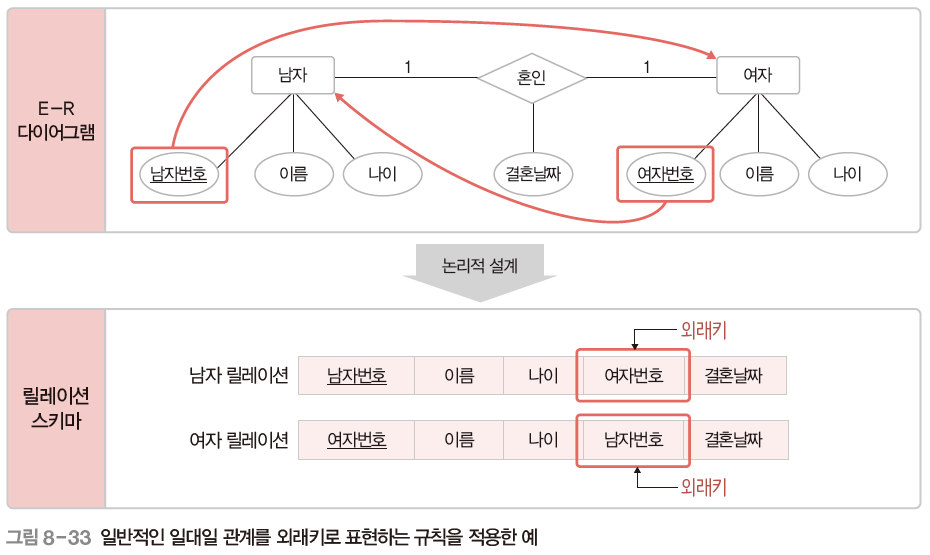 E-R
다이어그램
남자
1
혼인
1
여자
남자번호
이름
나이
결혼날짜
여자번호
이름
나이
논리적 설계
릴레이션
스키마
외래키
남자 릴레이션 남자번호 이름 나이 여자번호 결혼날짜
여자 릴레이션 여자번호 이름 나이 남자번호 결혼날짜
외래키
그림 8-33 일반적인 일대일 관계를 외래키로 표현하는 규칙을 적용한 예